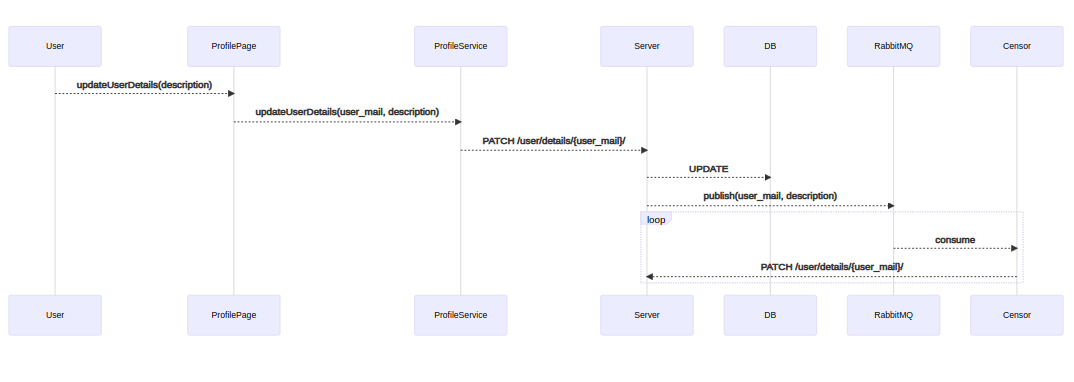 User
ProfilePage
ProfileService
Server
DB
RabbitMQ
Censor
updateUserDetails(description)
updateUserDetails(user_mail, description)
PATCH /user/details/{user_mail}/
UPDATE
publish(user_mail, description)
loop
consume
PATCH /user/details/{user_mail}/
User
ProfilePage
ProfileService
Server
DB
RabbitMQ
Censor